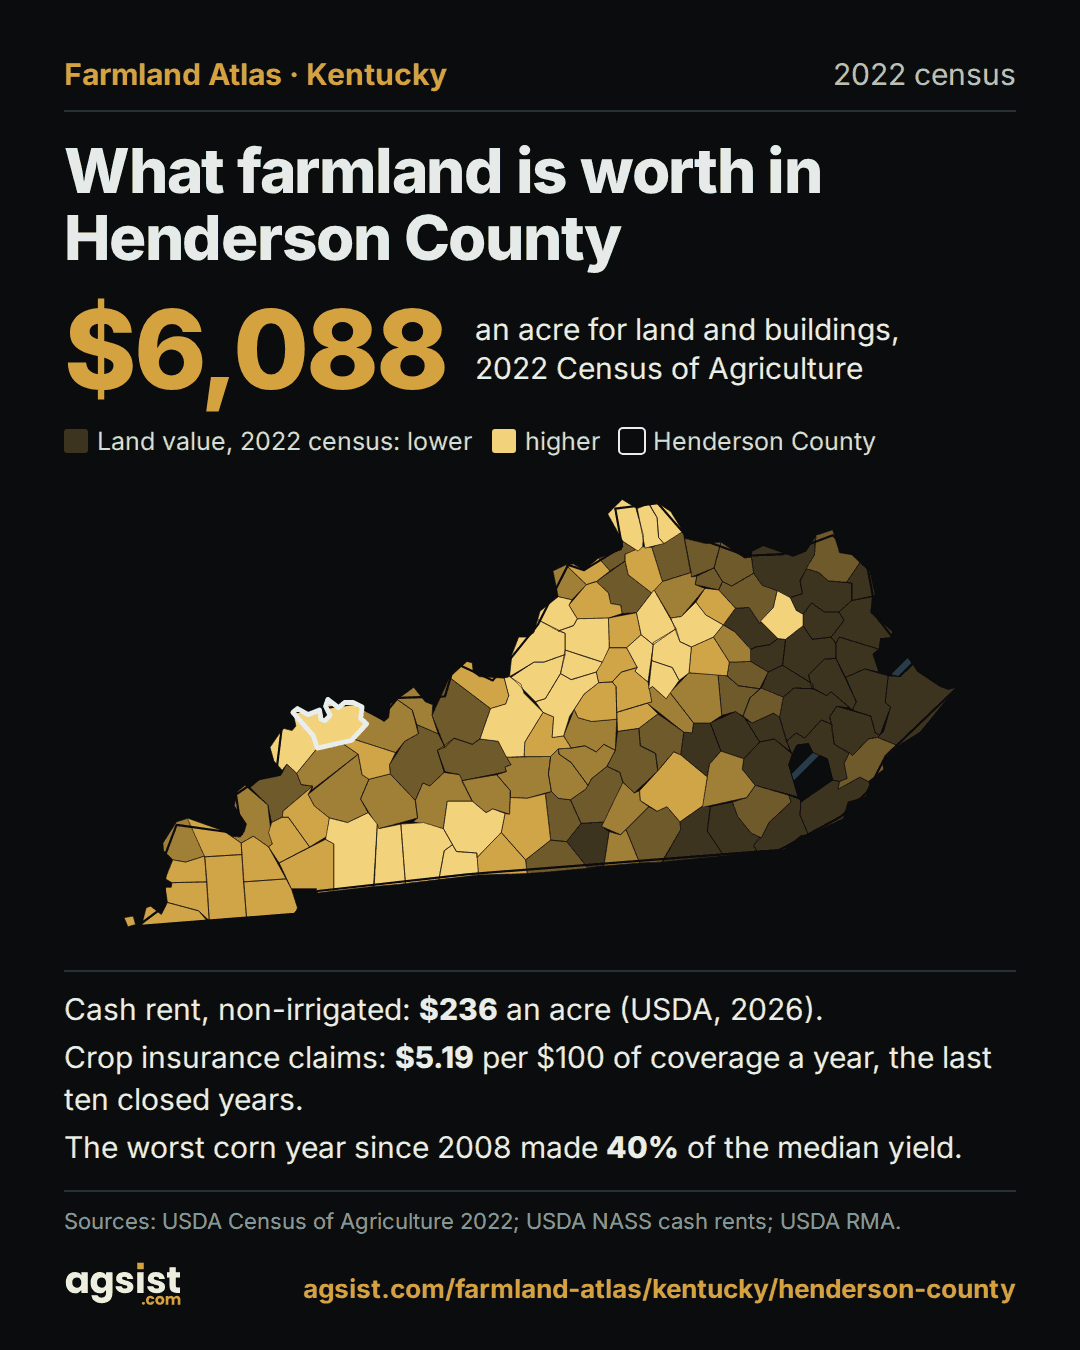 Farmland Atlas · Kentucky
2022 census
What farmland is worth in
Henderson County
$6,088
an acre for land and buildings,
2022 Census of Agriculture
Land value, 2022 census: lower
higher
Henderson County
Cash rent, non-irrigated: $236 an acre (USDA, 2026).
Crop insurance claims: $5.19 per $100 of coverage a year, the last
ten closed years.
The worst corn year since 2008 made 40% of the median yield.
Sources: USDA Census of Agriculture 2022; USDA NASS cash rents; USDA RMA.
agsist
.com
agsist.com/farmland-atlas/kentucky/henderson-county